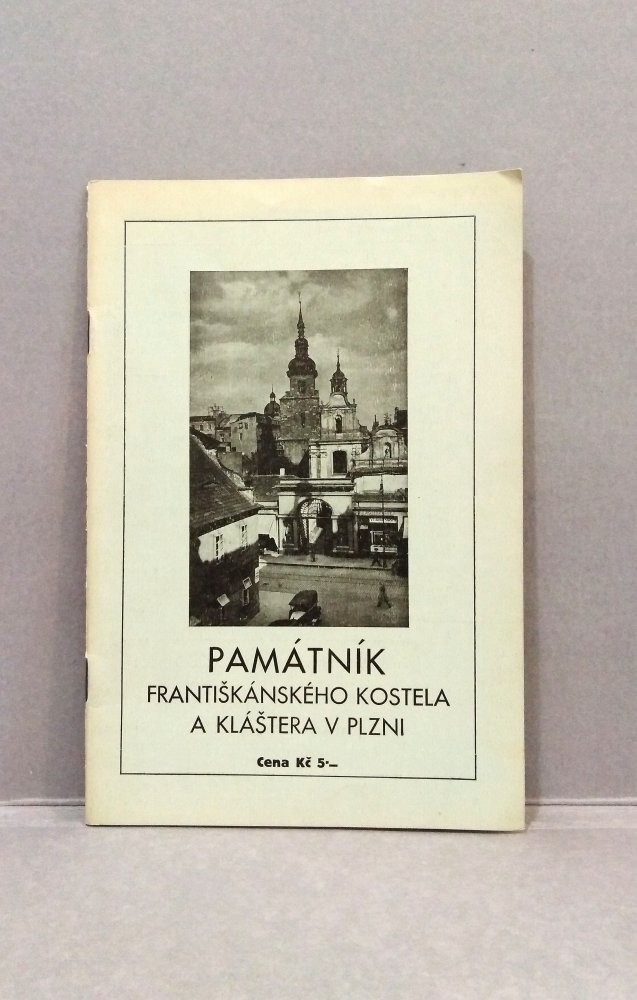 PAMÁTNÍK
FRANTIŠKÁNSKÉHO KOSTELA
A KLÁŠTERA V PLZNI
Cena Kč 5·—